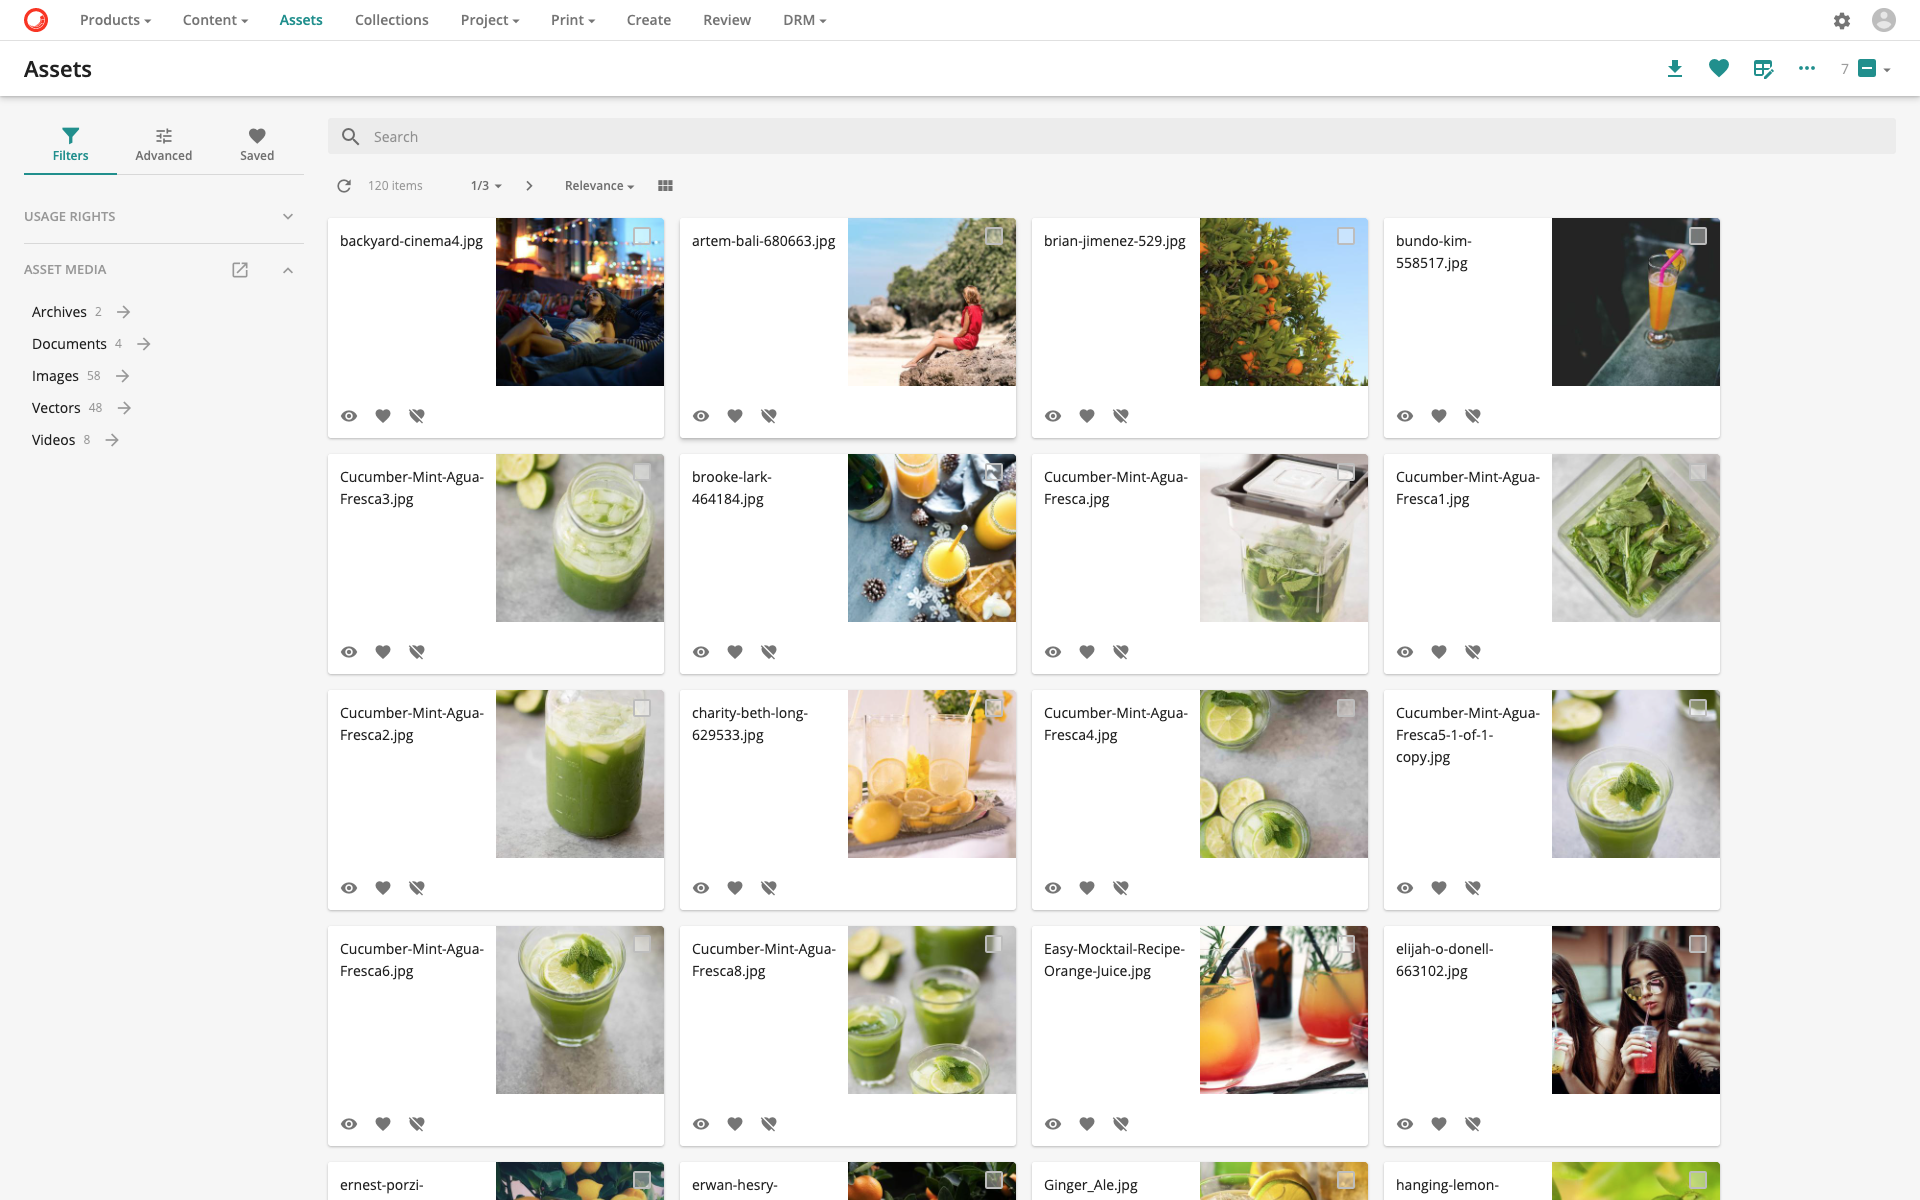 Products
Content
Assets
Collections
Project
Print
Create
Review
DRM
Assets
7
Filters
Advanced
Saved
Search
120 items
1/3
Relevance
USAGE RIGHTS
ASSET MEDIA
Archives 2
Documents 4
Images 58
Vectors 48
Videos 8
backyard-cinema4.jpg
artem-bali-680663.jpg
brian-jimenez-529.jpg
bundo-kim-
558517.jpg
Cucumber-Mint-Agua-
Fresca3.jpg
brooke-lark-
464184.jpg
Cucumber-Mint-Agua-
Fresca.jpg
Cucumber-Mint-Agua-
Fresca1.jpg
Cucumber-Mint-Agua-
Fresca2.jpg
charity-beth-long-
629533.jpg
Cucumber-Mint-Agua-
Fresca4.jpg
Cucumber-Mint-Agua-
Fresca5-1-of-1-
copy.jpg
Cucumber-Mint-Agua-
Fresca6.jpg
Cucumber-Mint-Agua-
Fresca8.jpg
Easy-Mocktail-Recipe-
Orange-Juice.jpg
elijah-o-donell-
663102.jpg
ernest-porzi-
erwan-hesry-
Ginger_Ale.jpg
hanging-lemon-